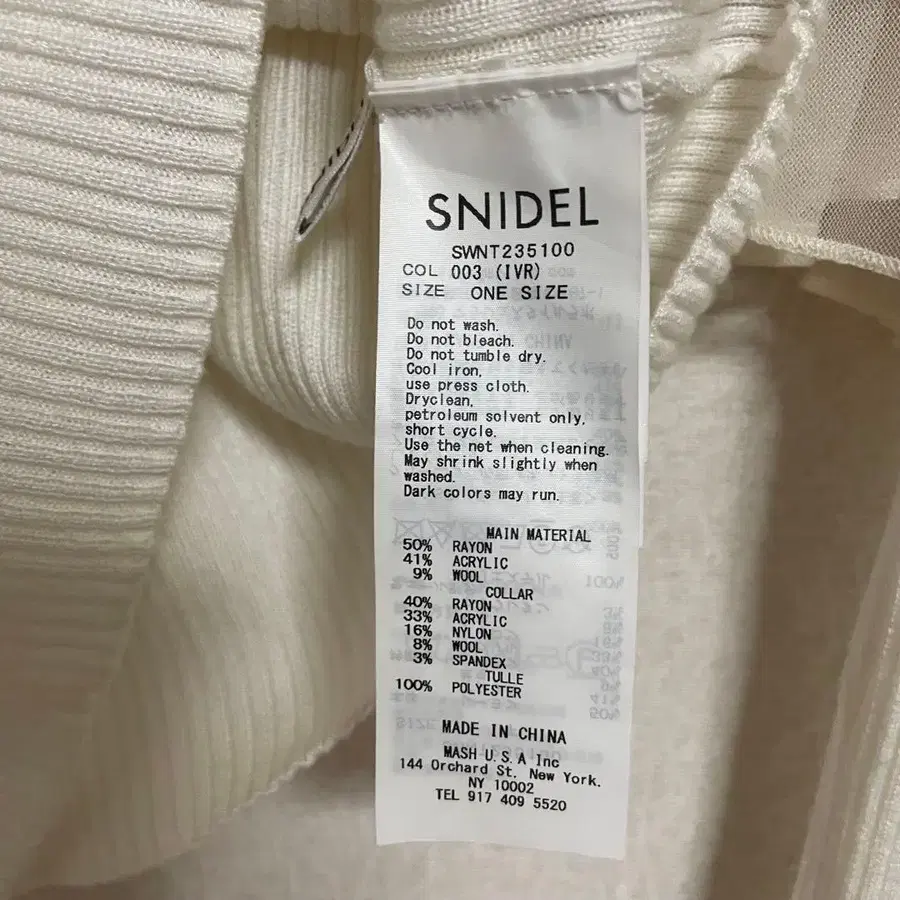 SNIDEL
SWNT235100
COL 003 (IVR)
SIZE ONE SIZE
Do not wash.
Do not bleach.
Do not tumble dry.
Cool iron,
use press cloth.
Dryclean,
petroleum solvent only,
short cycle.
Use the net when cleaning.
May shrink slightly when
washed.
Dark colors may run.
MAIN MATERIAL
50% RAYON
41% ACRYLIC
9% WOOL
COLLAR
40% RAYON
33% ACRYLIC
16% NYLON
8% WOOL
3% SPANDEX
TULLE
100% POLYESTER
MADE IN CHINA
MASH U.S.A Inc
144 Orchard St. New York.
NY 10002
TEL 917 409 5520